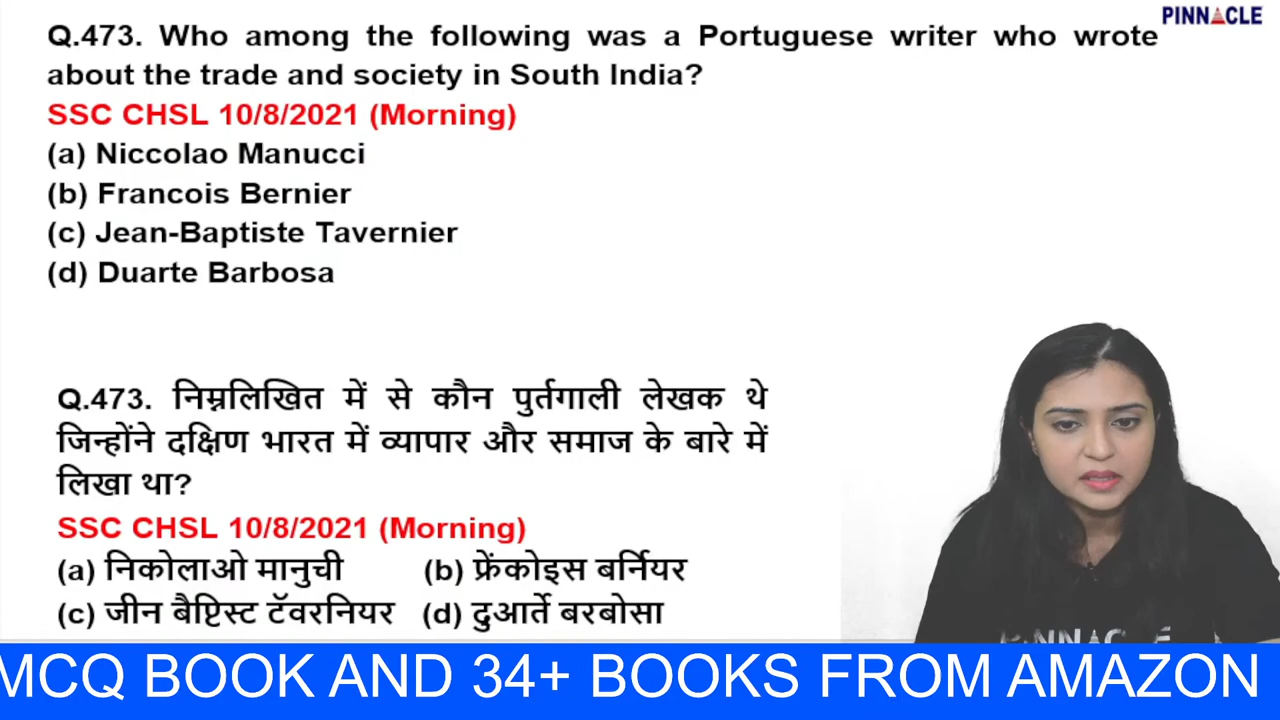 PINNACLE
Q.473. Who among the following was a Portuguese writer who wrote
about the trade and society in South India?
SSC CHSL 10/8/2021 (Morning)
(a) Niccolao Manucci
(b) Francois Bernier
(c) Jean-Baptiste Tavernier
(d) Duarte Barbosa
Q.473. निम्नलिखित में से कौन पुर्तगाली लेखक थे
जिन्होंने दक्षिण भारत में व्यापार और समाज के बारे में
लिखा था?
SSC CHSL 10/8/2021 (Morning)
(a) निकोलाओ मानुची (b) फ्रेंकोइस बर्नियर
(c) जीन बैप्टिस्ट टॅवरनियर (d) दुआर्ते बरबोसा
PINNACLE
MCQ BOOK AND 34+ BOOKS FROM AMAZON